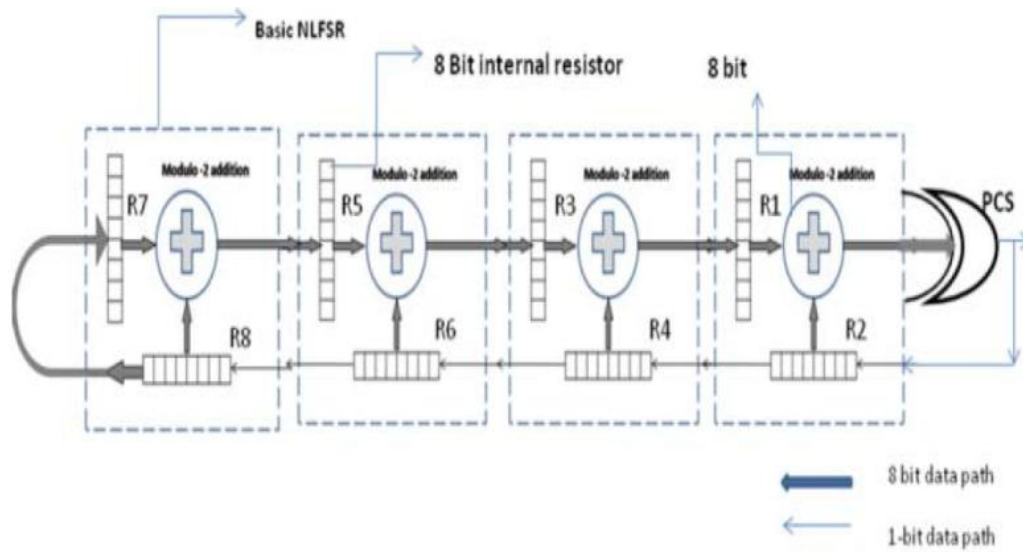 Basic NLFSR
8 Bit internal resistor
8 bit
Modulo -2 addition
Modulo -2 addition
Modulo -2 addition
Modulo -2 addition
R7
R5
R3
R1
PCS
R8
R6
R4
R2
8 bit data path
1-bit data path